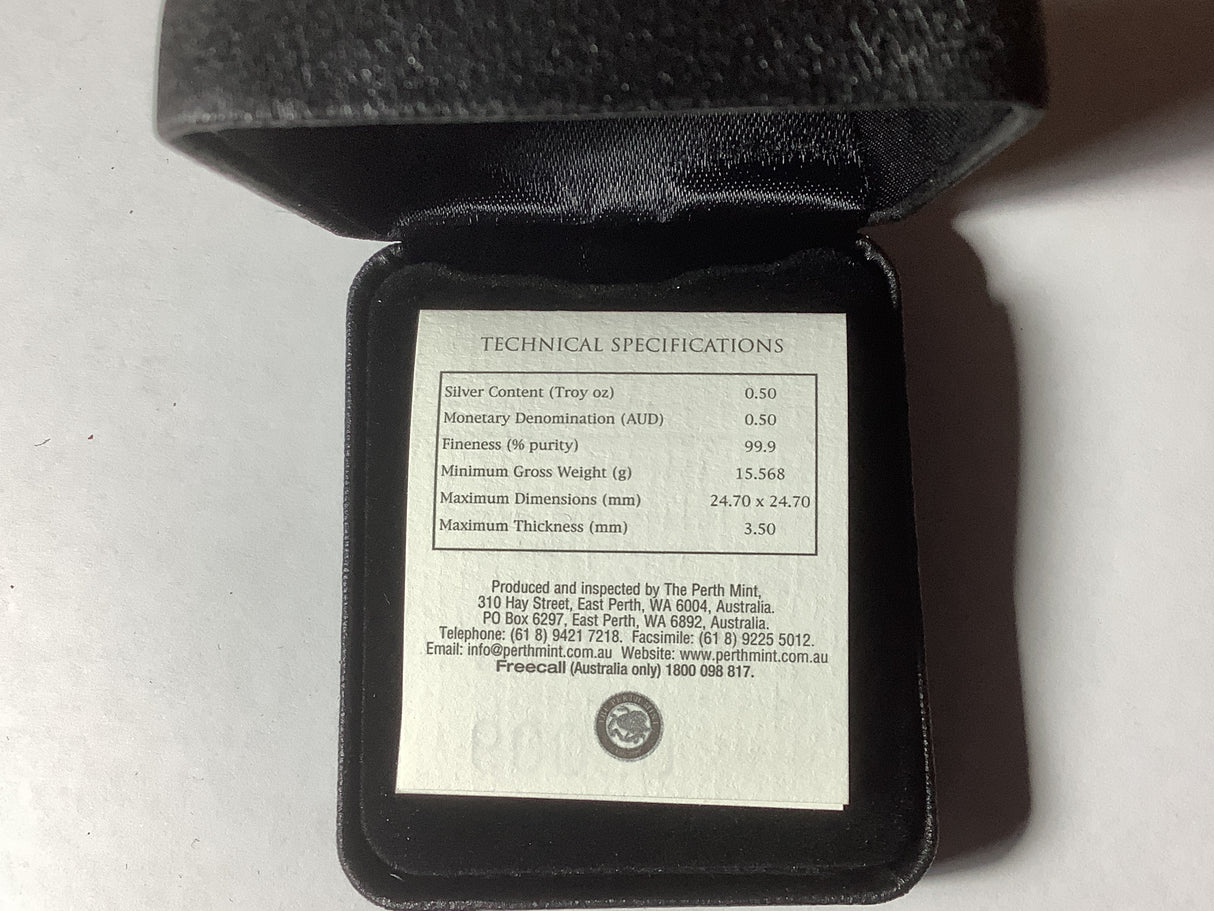 TECHNICAL SPECIFICATIONS
Silver Content (Troy oz) 0.50
Monetary Denomination (AUD) 0.50
Fineness (% purity) 99.9
Minimum Gross Weight (g) 15.568
Maximum Dimensions (mm) 24.70 x 24.70
Maximum Thickness (mm) 3.50
Produced and inspected by The Perth Mint,
310 Hay Street, East Perth, WA 6004, Australia.
PO Box 6297, East Perth, WA 6892, Australia.
Telephone: (61 8) 9421 7218. Facsimile: (61 8) 9225 5012.
Email: info@perthmint.com.au Website: www.perthmint.com.au
Freecall (Australia only) 1800 098 817.
THE PERTH MINT